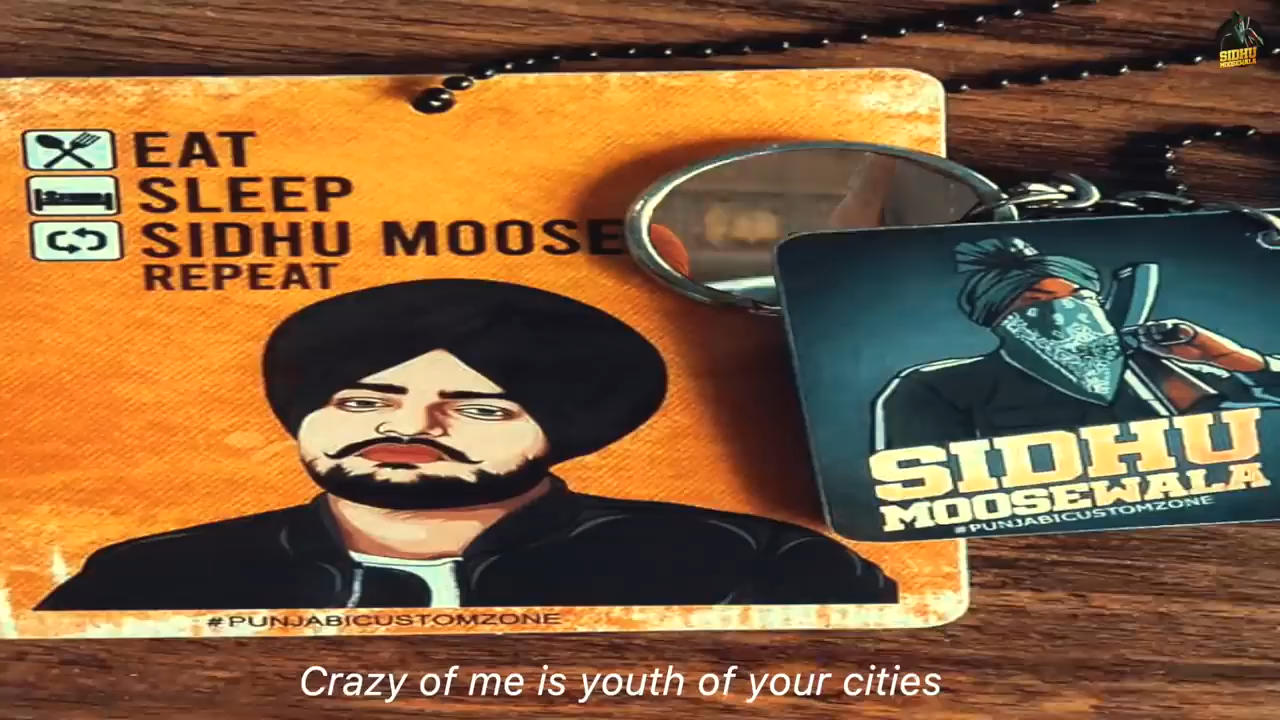 EAT
SLEEP
SIDHU MOOSE
REPEAT
#PUNJABICUSTOMZONE
SIDHU
MOOSEWALA
#PUNJABICUSTOMZONE
SIDHU
MOOSEWALA
Crazy of me is youth of your cities